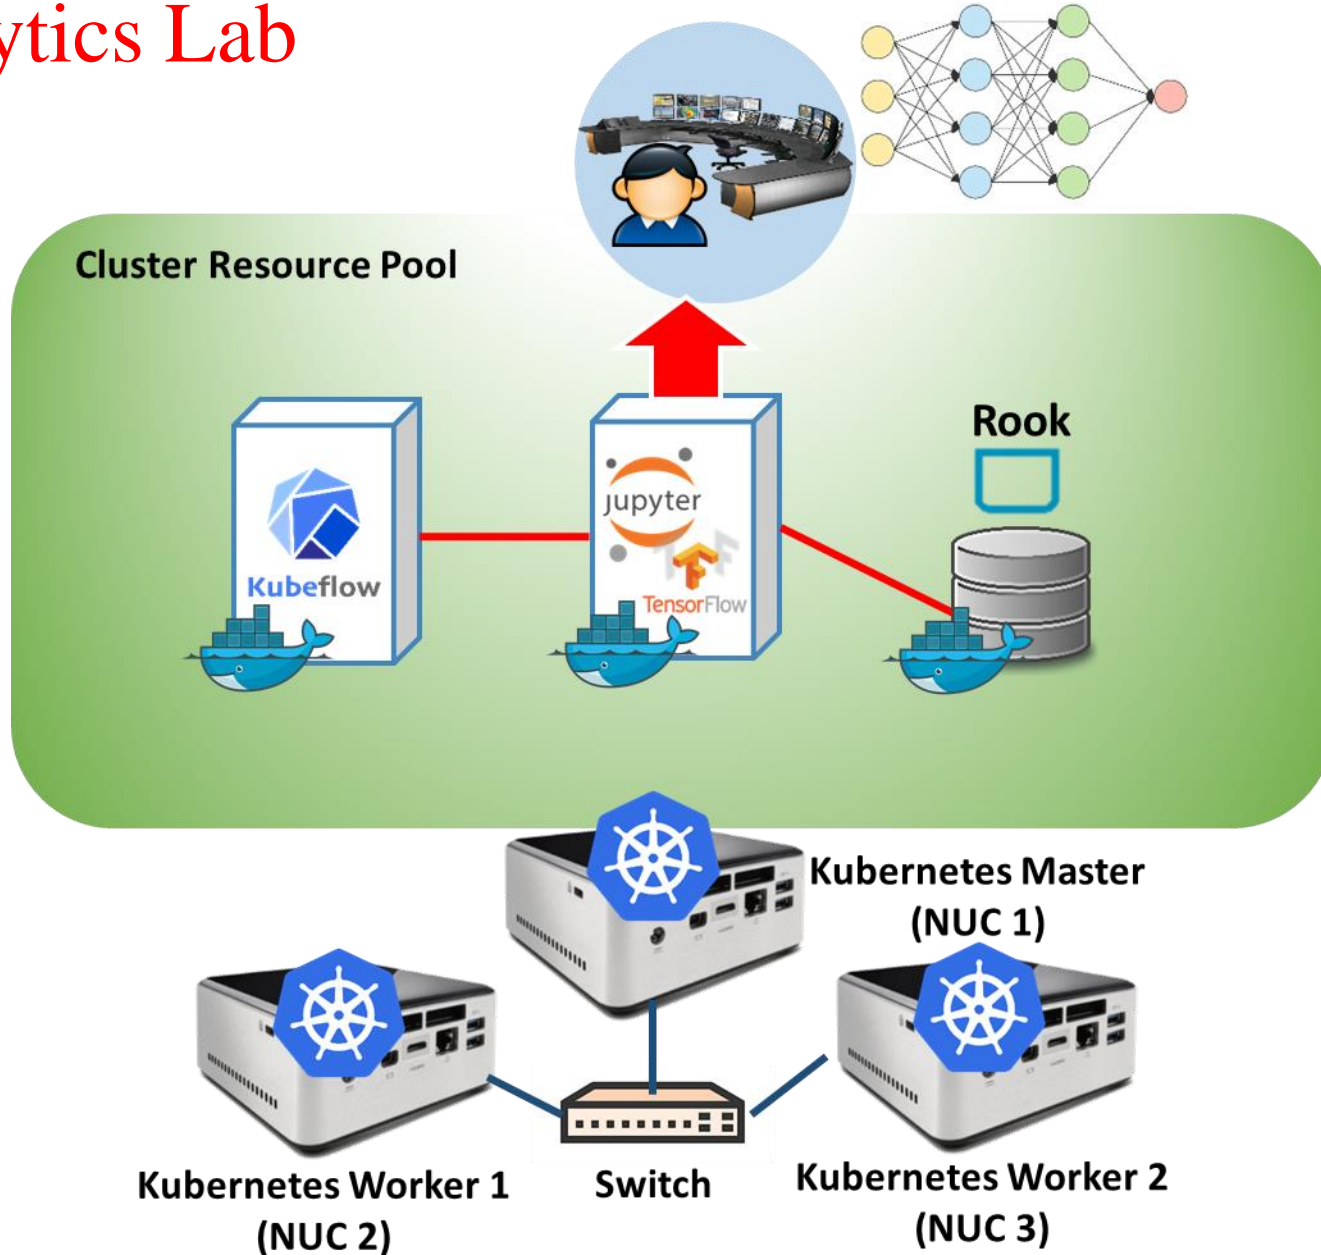 ytics Lab
Cluster Resource Pool
Rook
jupyter
Kubeflow
TensorFlow
Kubernetes Master
(NUC 1)
Kubernetes Worker 1
(NUC 2)
Switch
Kubernetes Worker 2
(NUC 3)